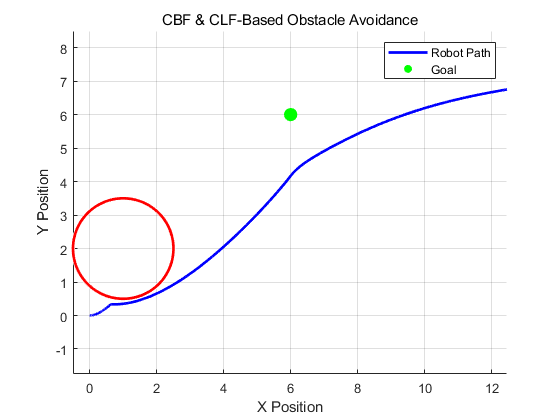 CBF & CLF-Based Obstacle Avoidance
Robot Path
Goal
8
7
6
5
4
3
2
1
0
-1
Y Position
0 2 4 6 8 10 12
X Position